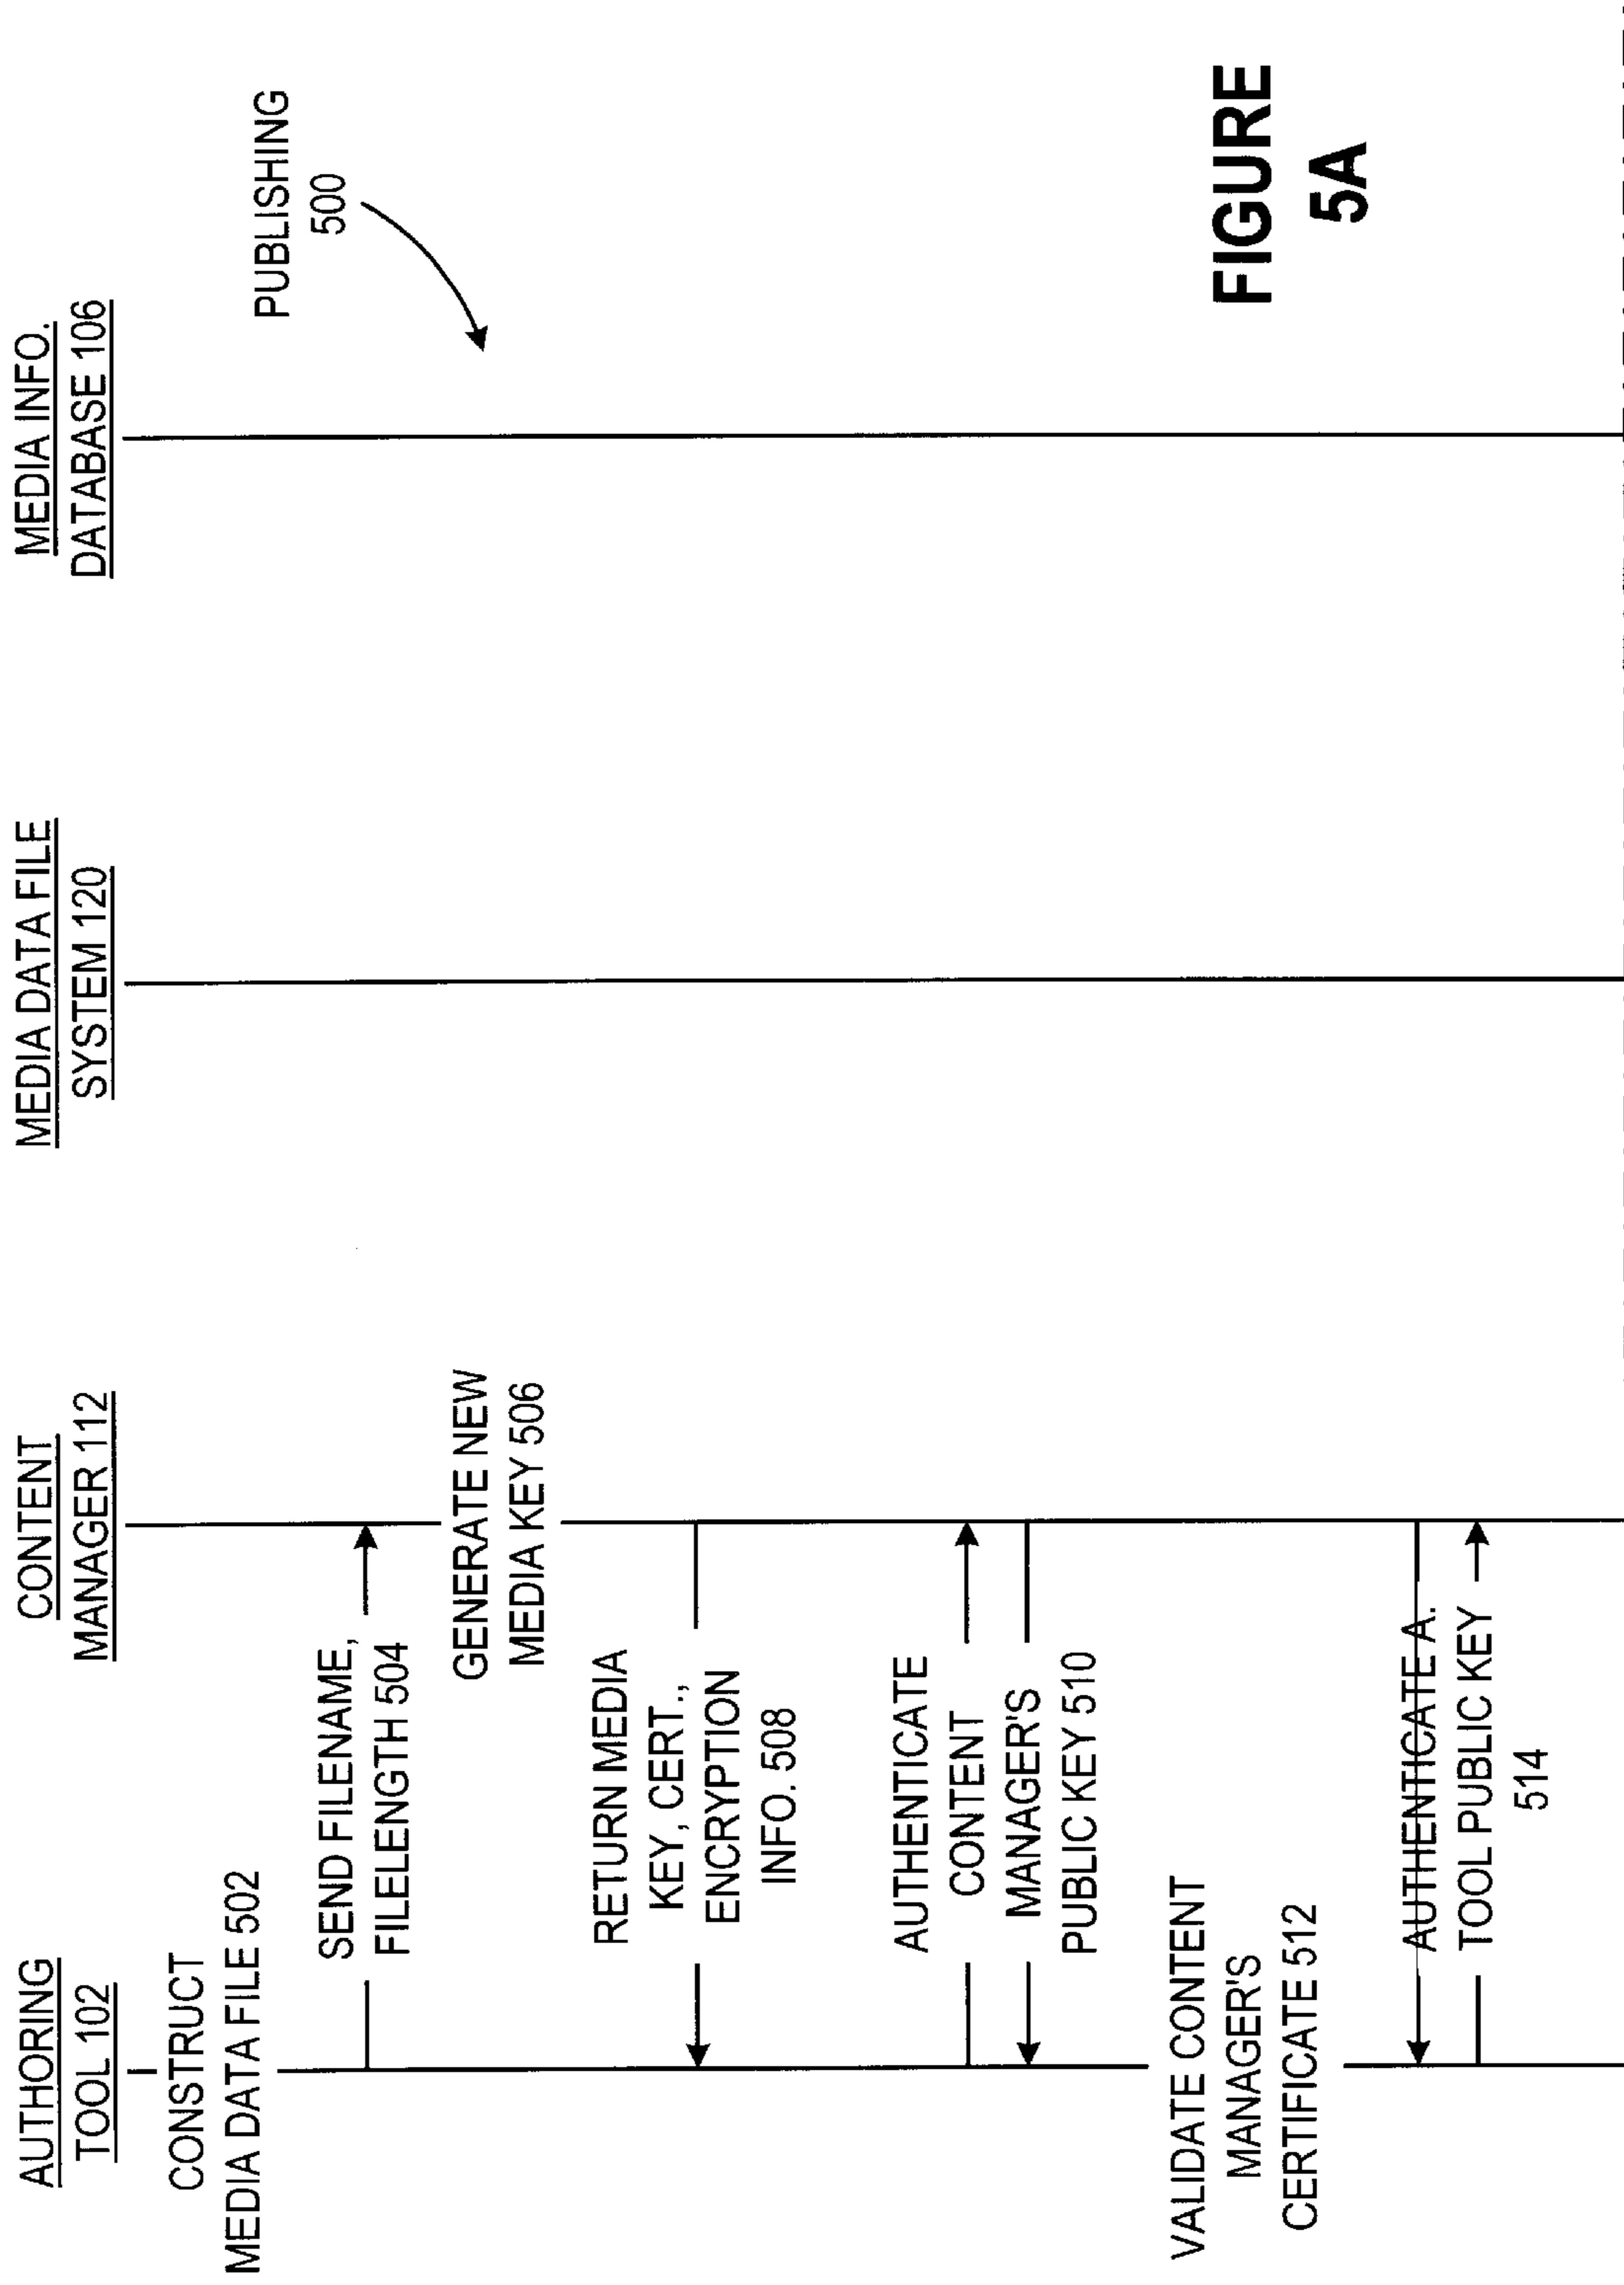 AUTHORING
TOOL 102
CONTENT
MANAGER 112
MEDIA DATA FILE
SYSTEM 120
MEDIA INFO.
DATABASE 106
CONSTRUCT
MEDIA DATA FILE 502
PUBLISHING
500
SEND FILENAME,
FILELENGTH 504
GENERATE NEW
MEDIA KEY 506
RETURN MEDIA
KEY, CERT.,
ENCRYPTION
INFO. 508
AUTHENTICATE
CONTENT
MANAGER'S
PUBLIC KEY 510
VALIDATE CONTENT
MANAGER'S
CERTIFICATE 512
AUTHENTICATE A.
TOOL PUBLIC KEY
514
FIGURE
5A